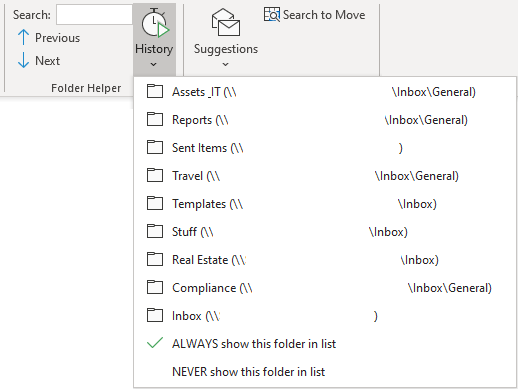 Search:
Previous
Next
Folder Helper
History
Suggestions
Search to Move
Assets _IT (\\ \Inbox\General)
Reports (\\ \Inbox\General)
Sent Items (\\ )
Travel (\\ \Inbox\General)
Templates (\\ \Inbox)
Stuff (\\ \Inbox)
Real Estate (\\ \Inbox)
Compliance (\\ \Inbox\General)
Inbox (\\ )
ALWAYS show this folder in list
NEVER show this folder in list